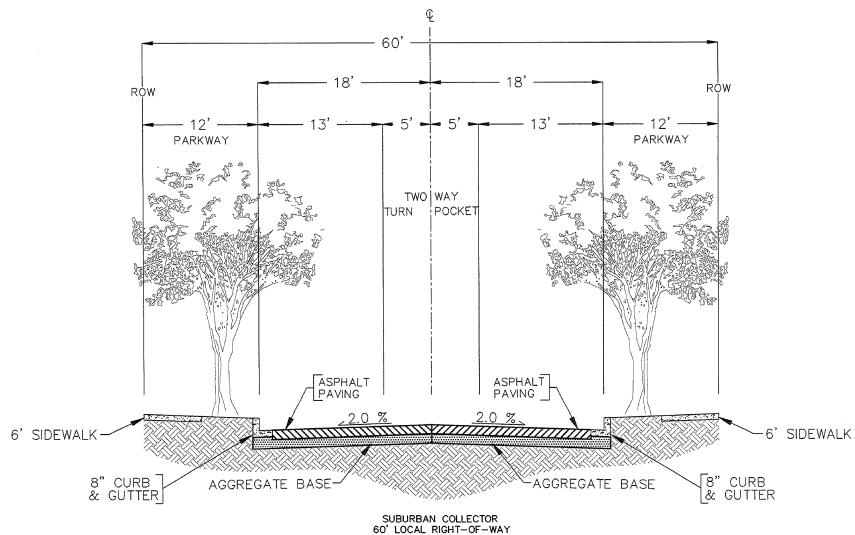 ℄
60'
18' 18'
ROW ROW
12' 13' 5' 5' 13' 12'
PARKWAY PARKWAY
TWO WAY
TURN POCKET
ASPHALT
PAVING
ASPHALT
PAVING
2.0 % 2.0 %
6' SIDEWALK 6' SIDEWALK
8" CURB
& GUTTER
AGGREGATE BASE AGGREGATE BASE
8" CURB
& GUTTER
SUBURBAN COLLECTOR
60' LOCAL RIGHT-OF-WAY